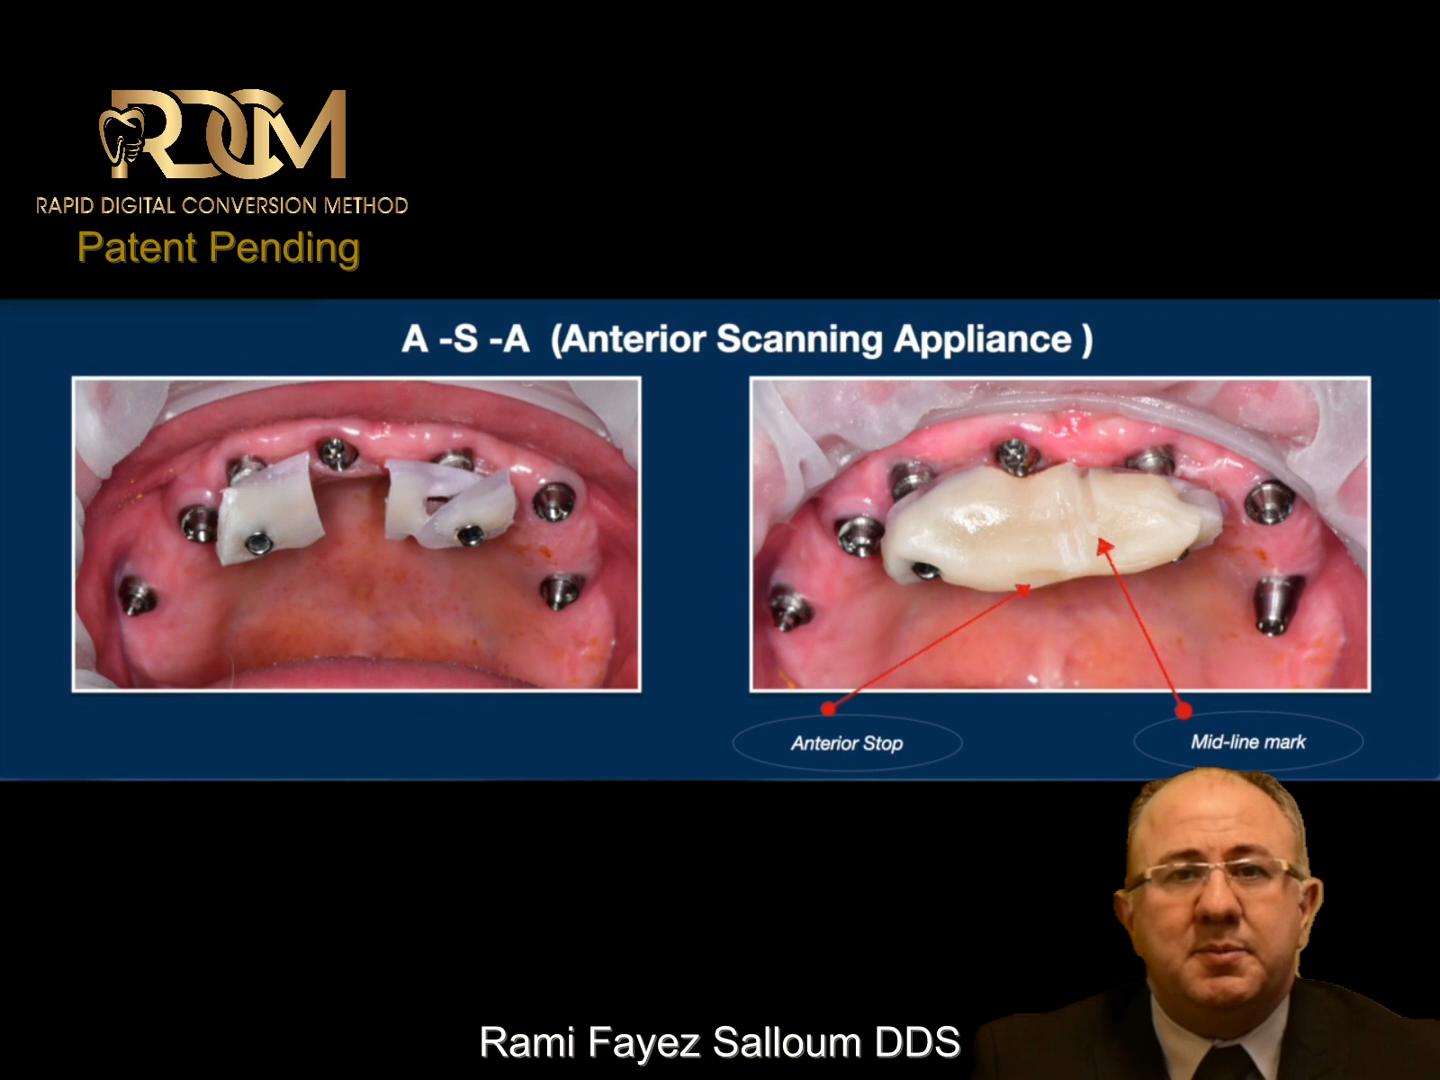 RDCM
RAPID DIGITAL CONVERSION METHOD
Patent Pending
A -S -A (Anterior Scanning Appliance )
Anterior Stop
Mid-line mark
Rami Fayez Salloum DDS